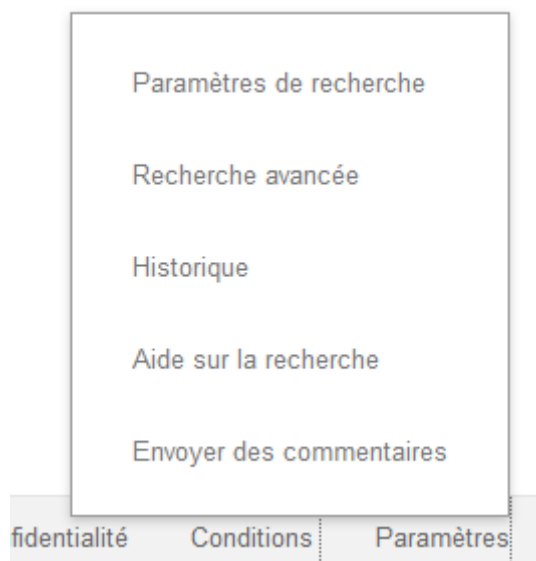 Paramètres de recherche
Recherche avancée
Historique
Aide sur la recherche
Envoyer des commentaires
fidentialité Conditions Paramètres